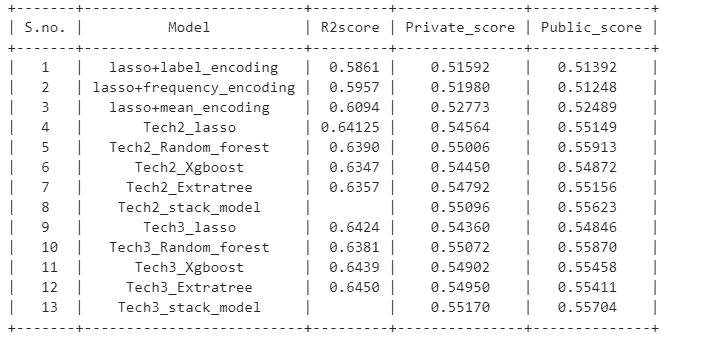 +-------+-------------------------+---------+---------------+--------------+
| S.no. |          Model          | R2score | Private_score | Public_score |
+-------+-------------------------+---------+---------------+--------------+
|   1   |   lasso+label_encoding   |  0.5861 |    0.51592    |   0.51392    |
|   2   | lasso+frequency_encoding |  0.5957 |    0.51980    |   0.51248    |
|   3   |   lasso+mean_encoding    |  0.6094 |    0.52773    |   0.52489    |
|   4   |       Tech2_lasso        | 0.64125 |    0.54564    |   0.55149    |
|   5   |   Tech2_Random_forest    |  0.6390 |    0.55006    |   0.55913    |
|   6   |      Tech2_Xgboost       |  0.6347 |    0.54450    |   0.54872    |
|   7   |     Tech2_Extratree      |  0.6357 |    0.54792    |   0.55156    |
|   8   |    Tech2_stack_model     |         |    0.55096    |   0.55623    |
|   9   |       Tech3_lasso        |  0.6424 |    0.54360    |   0.54846    |
|   10  |   Tech3_Random_forest    |  0.6381 |    0.55072    |   0.55870    |
|   11  |      Tech3_Xgboost       |  0.6439 |    0.54902    |   0.55458    |
|   12  |     Tech3_Extratree      |  0.6450 |    0.54950    |   0.55411    |
|   13  |    Tech3_stack_model     |         |    0.55170    |   0.55704    |
+-------+-------------------------+---------+---------------+--------------+